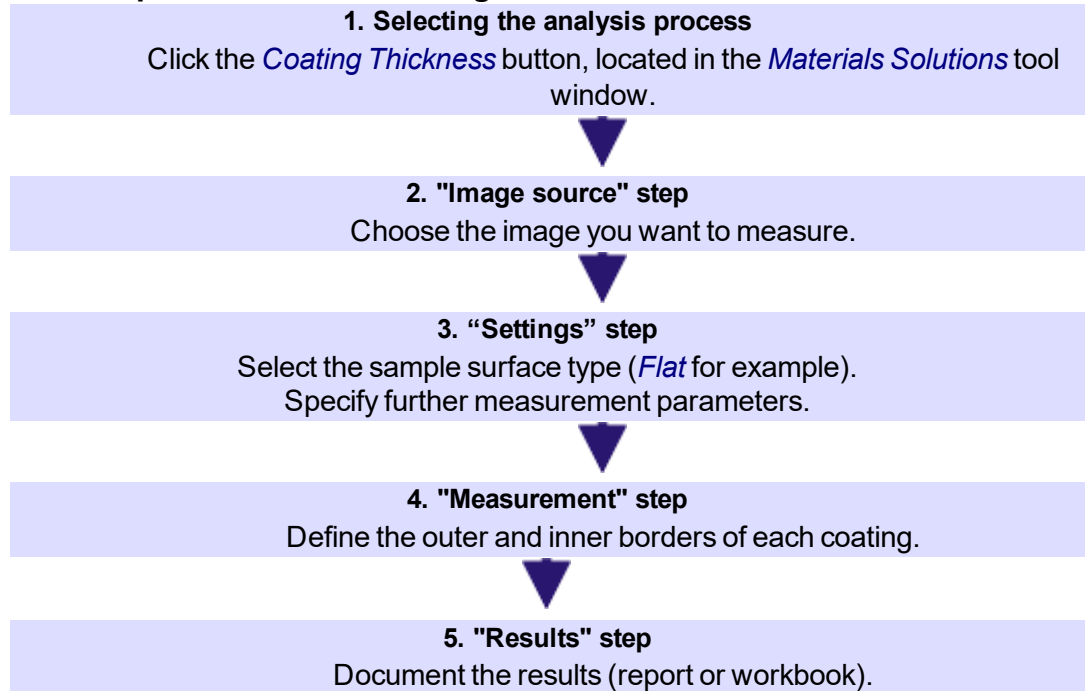 1. Selecting the analysis process
Click the Coating Thickness button, located in the Materials Solutions tool
window.
2. "Image source" step
Choose the image you want to measure.
3. “Settings” step
Select the sample surface type (Flat for example).
Specify further measurement parameters.
4. "Measurement" step
Define the outer and inner borders of each coating.
5. "Results" step
Document the results (report or workbook).